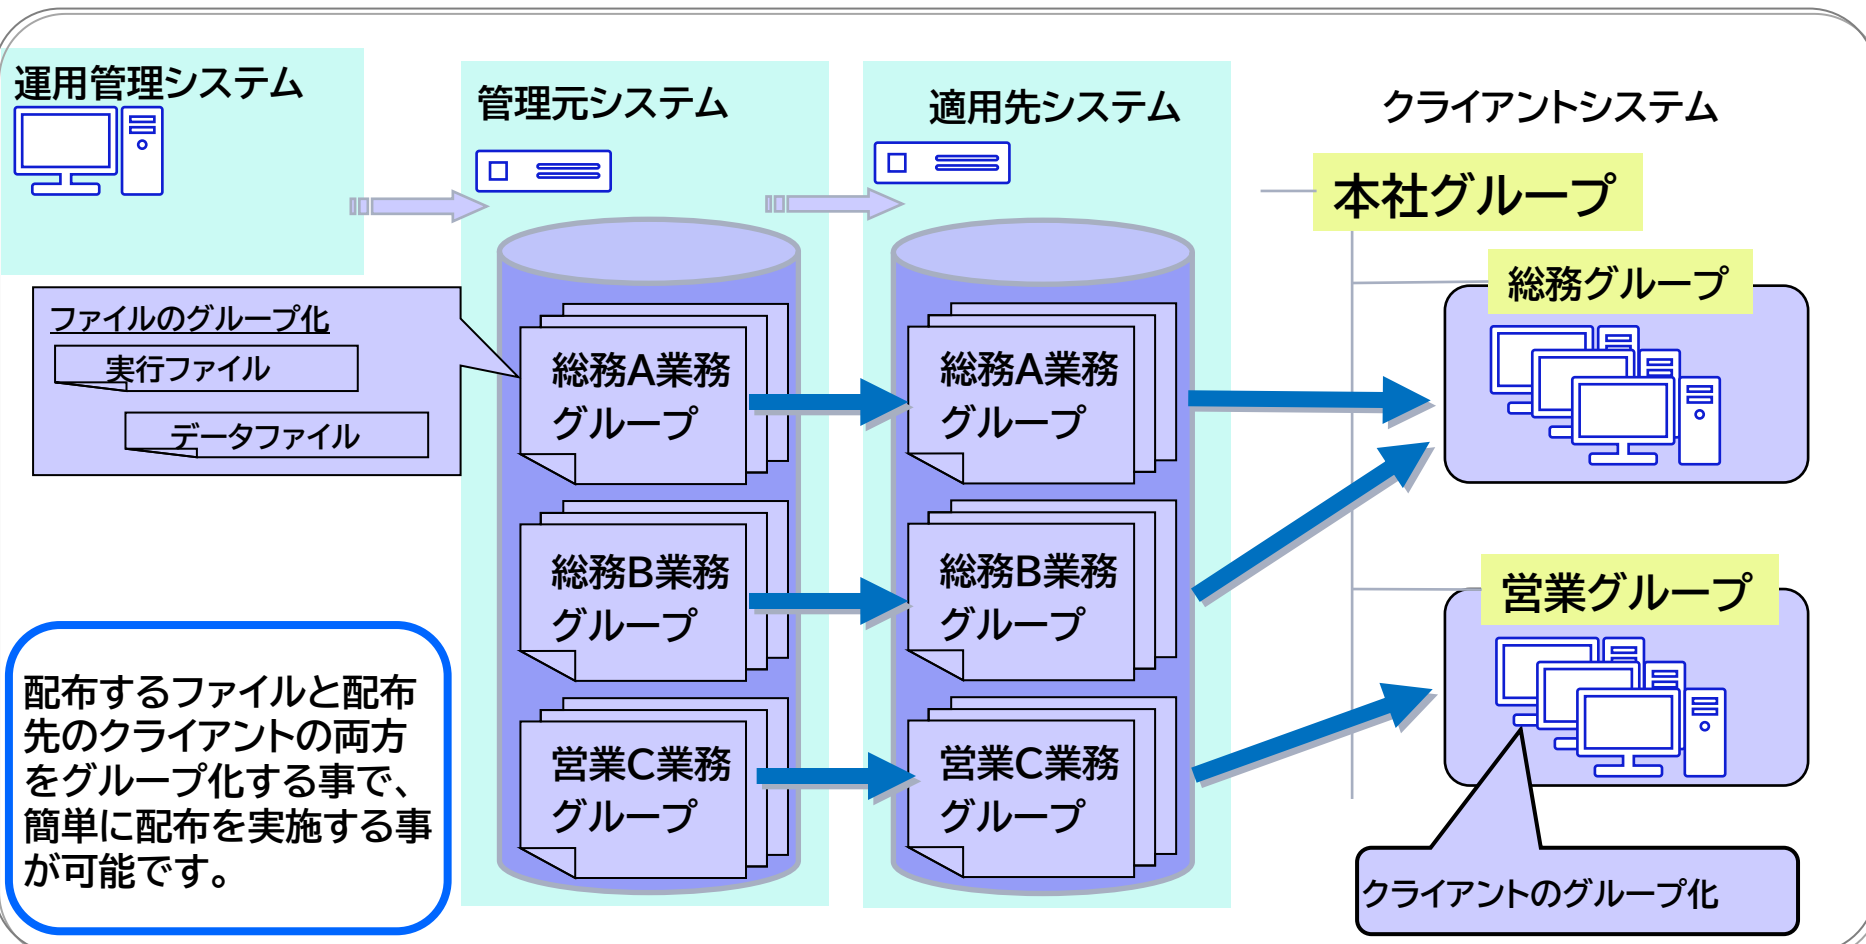 運用管理システム
管理元システム
適用先システム
クライアントシステム
本社グループ
総務グループ
ファイルのグループ化
実行ファイル
データファイル
総務A業務
グループ
総務A業務
グループ
総務B業務
グループ
総務B業務
グループ
営業グループ
営業C業務
グループ
営業C業務
グループ
配布するファイルと配布
先のクライアントの両方
をグループ化する事で、
簡単に配布を実施する事
が可能です。
クライアントのグループ化